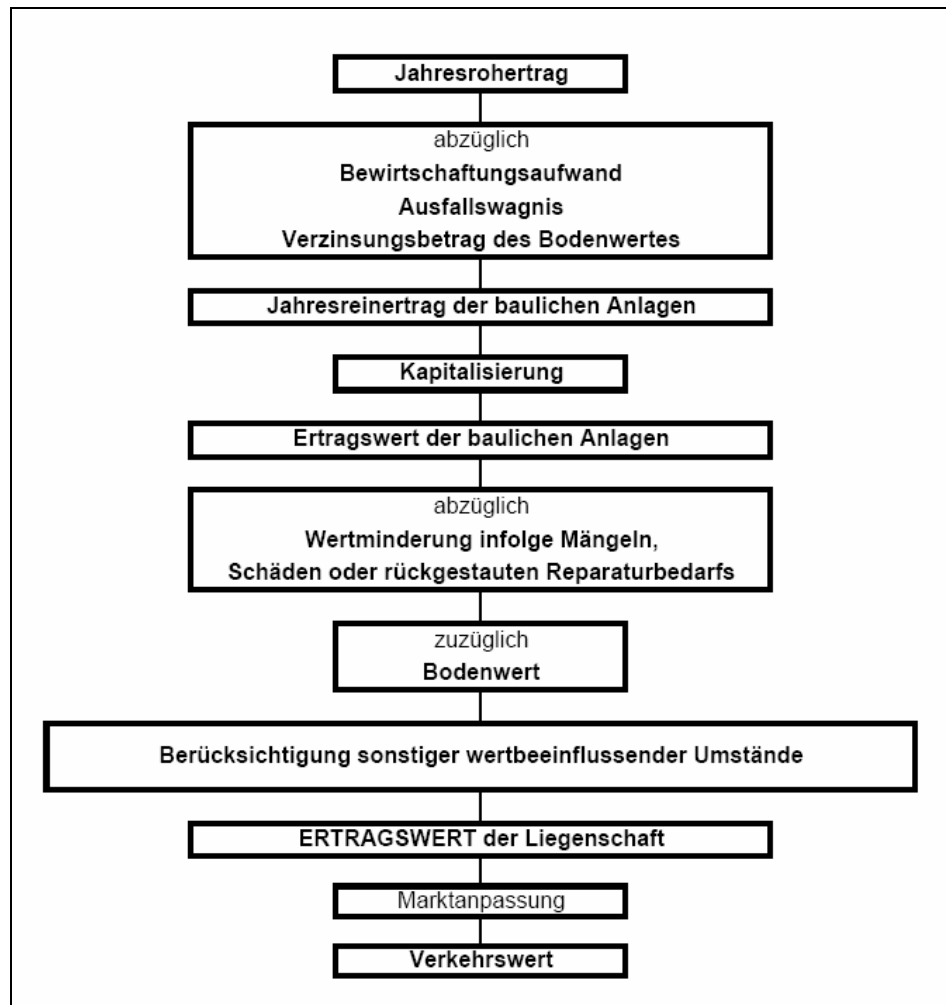 Jahresrohertrag
abzüglich
Bewirtschaftungsaufwand
Ausfallswagnis
Verzinsungsbetrag des Bodenwertes
Jahresreinertrag der baulichen Anlagen
Kapitalisierung
Ertragswert der baulichen Anlagen
abzüglich
Wertminderung infolge Mängeln,
Schäden oder rückgestauten Reparaturbedarfs
zuzüglich
Bodenwert
Berücksichtigung sonstiger wertbeeinflussender Umstände
ERTRAGSWERT der Liegenschaft
Marktanpassung
Verkehrswert